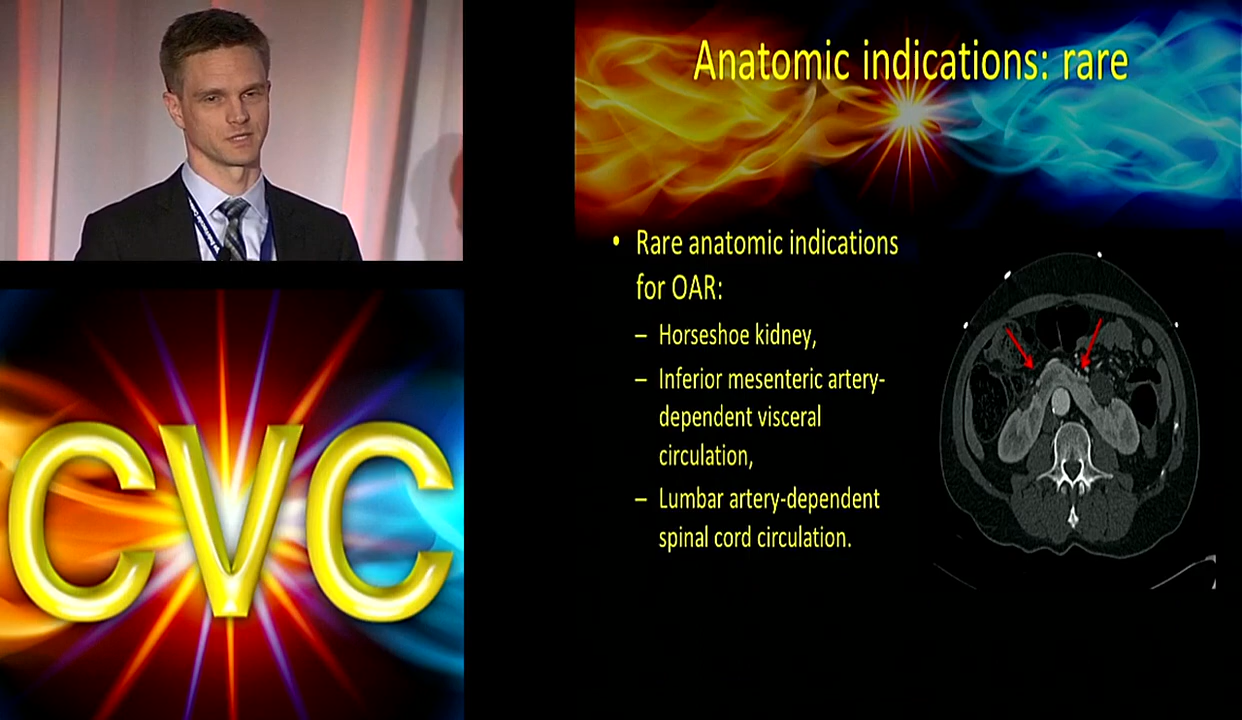 Anatomic indications: rare
• Rare anatomic indications
for OAR:
– Horseshoe kidney,
– Inferior mesenteric artery-
dependent visceral
circulation,
– Lumbar artery-dependent
spinal cord circulation.
CVC